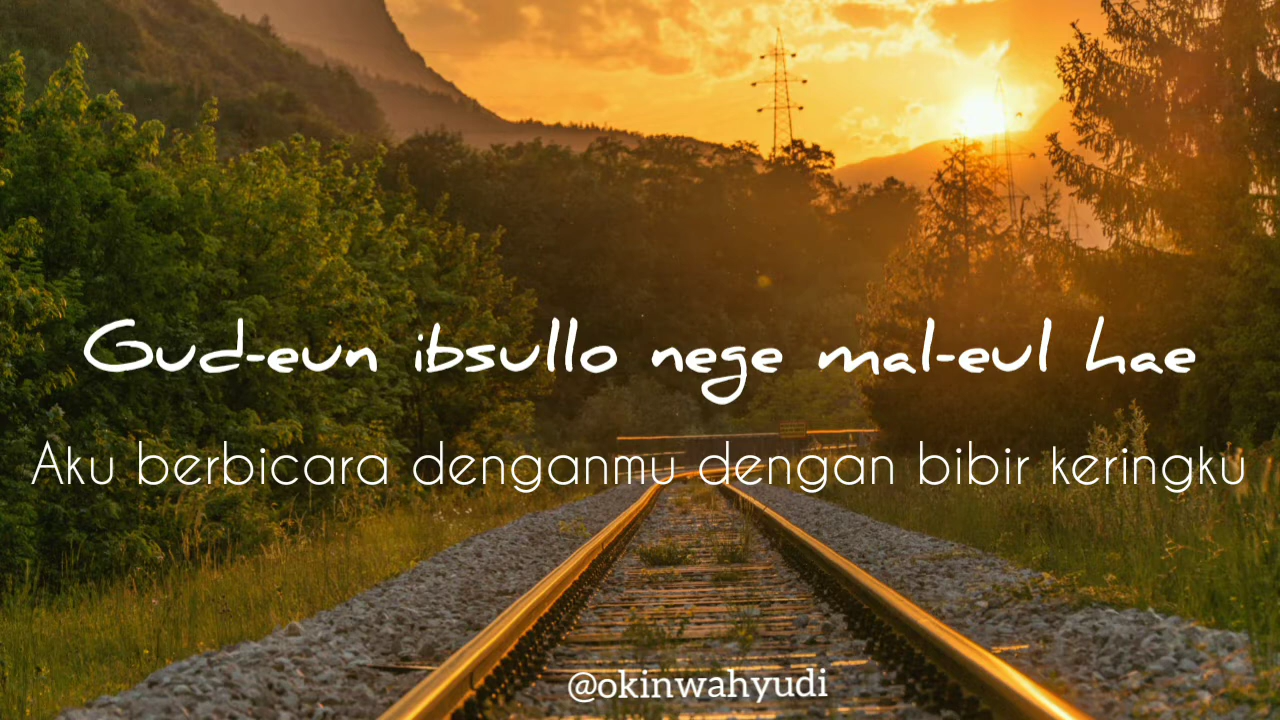 Gud-eun ibsullo nege mal-eul hae
Aku berbicara denganmu dengan bibir keringku
@okinwahyudi